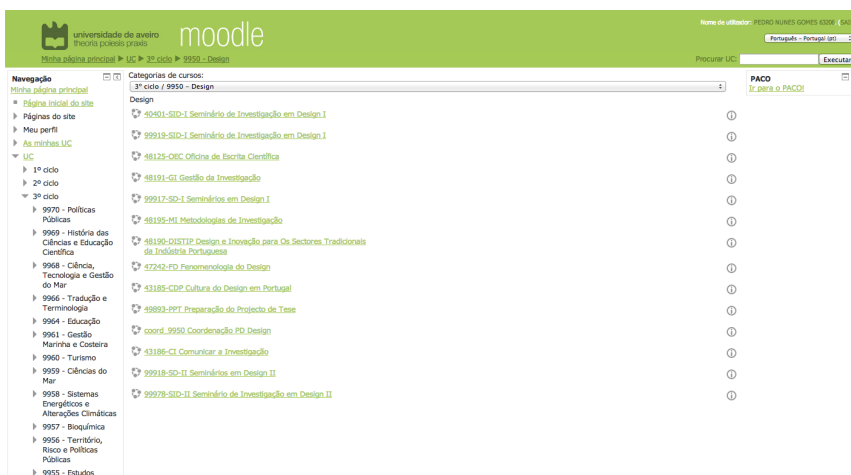 universidade de aveiro
theoria poiesis praxis
moodle
Nome de utilizador: PEDRO NUNES GOMES 63206
Português - Portugal (pt)
Minha página principal ▶ UC ▶ 3º ciclo ▶ 9950 - Design
Procurar UC:
Executar
Navegação
Minha página principal
Página inicial do site
Páginas do site
Meu perfil
As minhas UC
UC
1º ciclo
2º ciclo
3º ciclo
9970 - Políticas
Públicas
9969 - História das
Ciências e Educação
Científica
9968 - Ciência,
Tecnologia e Gestão
do Mar
9966 - Tradução e
Terminologia
9964 - Educação
9961 - Gestão
Marinha e Costeira
9960 - Turismo
9959 - Ciências do
Mar
9958 - Sistemas
Energéticos e
Alterações Climáticas
9957 - Bioquímica
9956 - Território,
Risco e Políticas
Públicas
9955 - Estudos
Categorias de cursos:
3º ciclo / 9950 - Design
Design
40401-SID-I Seminário de Investigação em Design I
99919-SID-I Seminário de Investigação em Design I
48125-OEC Oficina de Escrita Científica
48191-GI Gestão da Investigação
99917-SD-I Seminários em Design I
48195-MI Metodologias de Investigação
48190-DISTIP Design e Inovação para Os Sectores Tradicionais
da Indústria Portuguesa
47242-FD Fenomenologia do Design
43185-CDP Cultura do Design em Portugal
49893-PPT Preparação do Projecto de Tese
coord_9950 Coordenação PD Design
43186-CI Comunicar a Investigação
99918-SD-II Seminários em Design II
99978-SID-II Seminário de Investigação em Design II
PACO
Ir para o PACO!